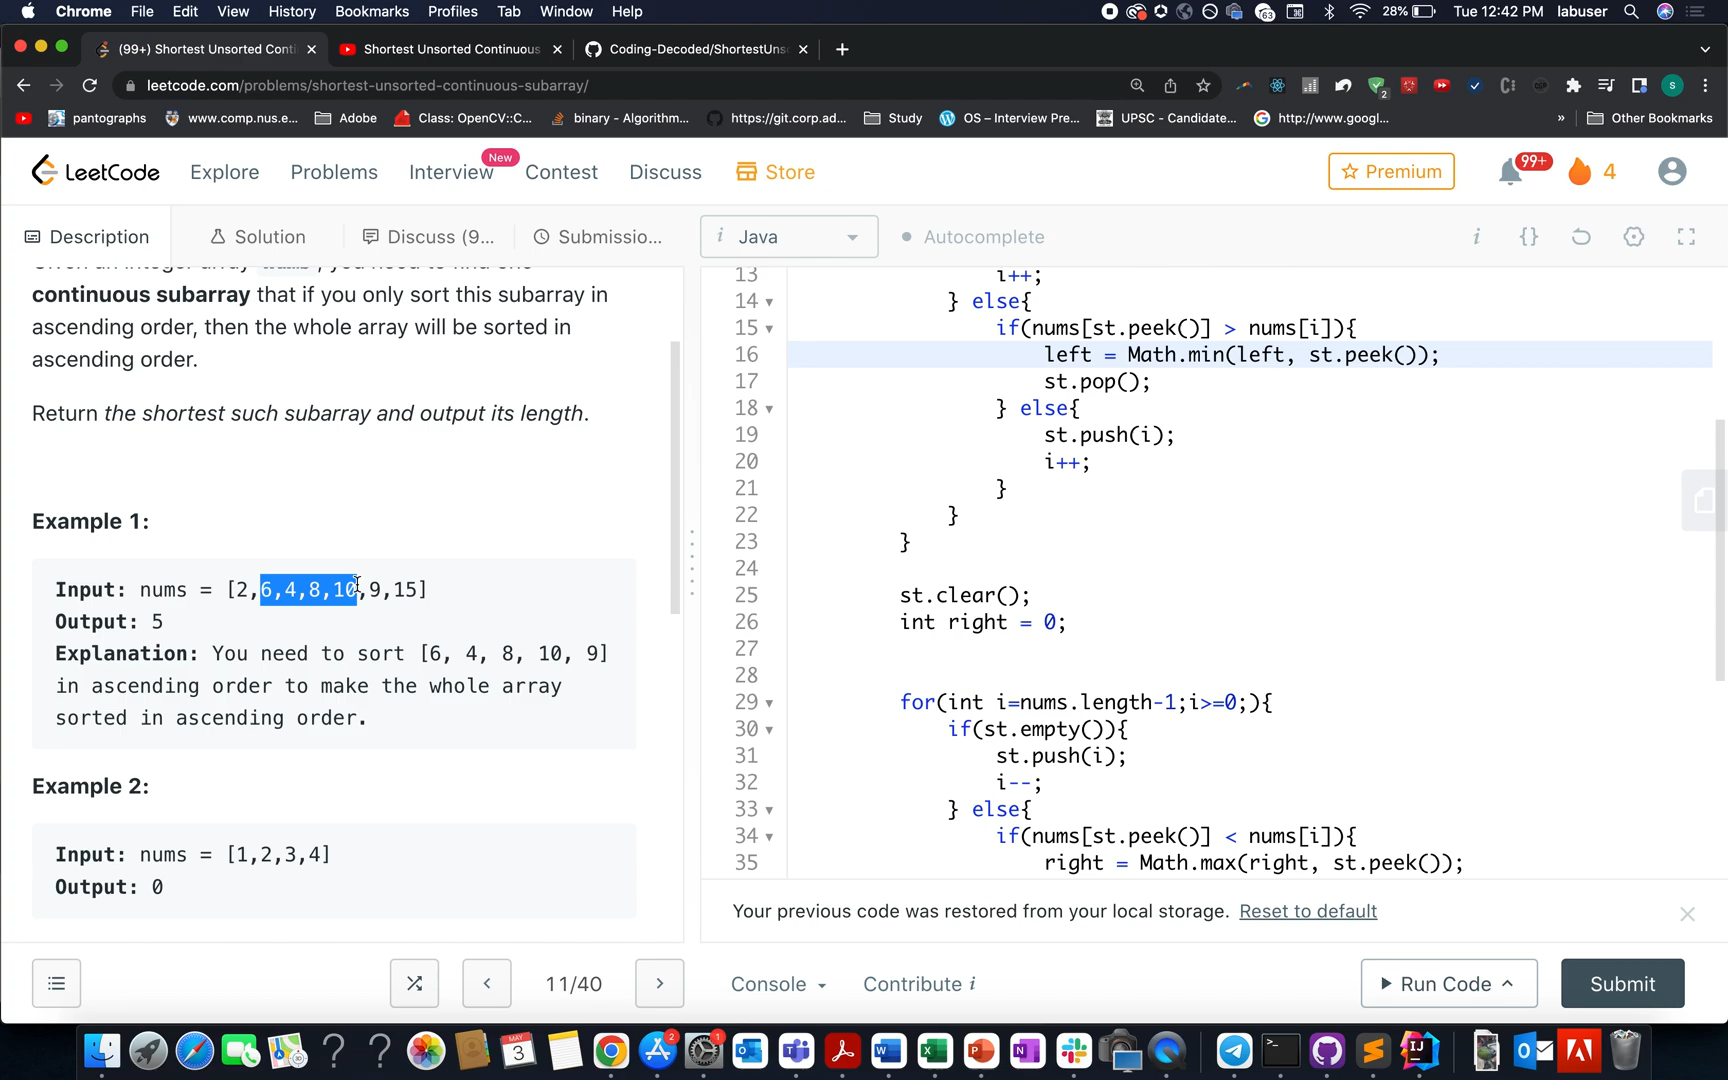 Chrome File Edit View History Bookmarks Profiles Tab Window Help 63 28% Tue 12:42 PM labuser
(99+) Shortest Unsorted Conti Shortest Unsorted Continuous Coding-Decoded/ShortestUns
leetcode.com/problems/shortest-unsorted-continuous-subarray/ 2 S
pantographs www.comp.nus.e... Adobe Class: OpenCV::C... binary - Algorithm... https://git.corp.ad... Study OS – Interview Pre... UPSC - Candidate... http://www.googl... » Other Bookmarks
LeetCode Explore Problems Interview New Contest Discuss Store Premium 99+ 4
Description Solution Discuss (9... Submissio... i Java Autocomplete
continuous subarray that if you only sort this subarray in
ascending order, then the whole array will be sorted in
ascending order.
Return the shortest such subarray and output its length.
Example 1:
Input: nums = [2,6,4,8,10,9,15]
Output: 5
Explanation: You need to sort [6, 4, 8, 10, 9]
in ascending order to make the whole array
sorted in ascending order.
Example 2:
Input: nums = [1,2,3,4]
Output: 0
13 i++;
14 } else{
15 if(nums[st.peek()] > nums[i]){
16 left = Math.min(left, st.peek());
17 st.pop();
18 } else{
19 st.push(i);
20 i++;
21 }
22 }
23 }
24
25 st.clear();
26 int right = 0;
27
28
29 for(int i=nums.length-1;i>=0;){
30 if(st.empty()){
31 st.push(i);
32 i--;
33 } else{
34 if(nums[st.peek()] < nums[i]){
35 right = Math.max(right, st.peek());
Your previous code was restored from your local storage. Reset to default
11/40 Console Contribute i Run Code Submit
MAY 3 2 1